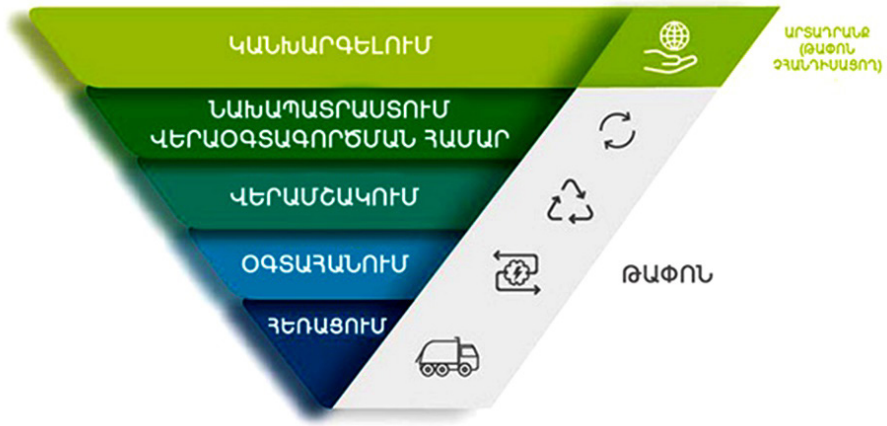 ԿԱՆԽԱՐԳԵԼՈՒՄ
ԱՐՏԱԴՐԱՆՔ
(ԹԱՓՈՆ
ՉՀԱՆԴԻՍԱՑՈՂ)
ՆԱԽԱՊԱՏՐԱՍՏՈՒՄ
ՎԵՐԱՕԳՏԱԳՈՐԾՄԱՆ ՀԱՄԱՐ
ՎԵՐԱՄՇԱԿՈՒՄ
ՕԳՏԱՀԱՆՈՒՄ
ԹԱՓՈՆ
ՀԵՌԱՑՈՒՄ